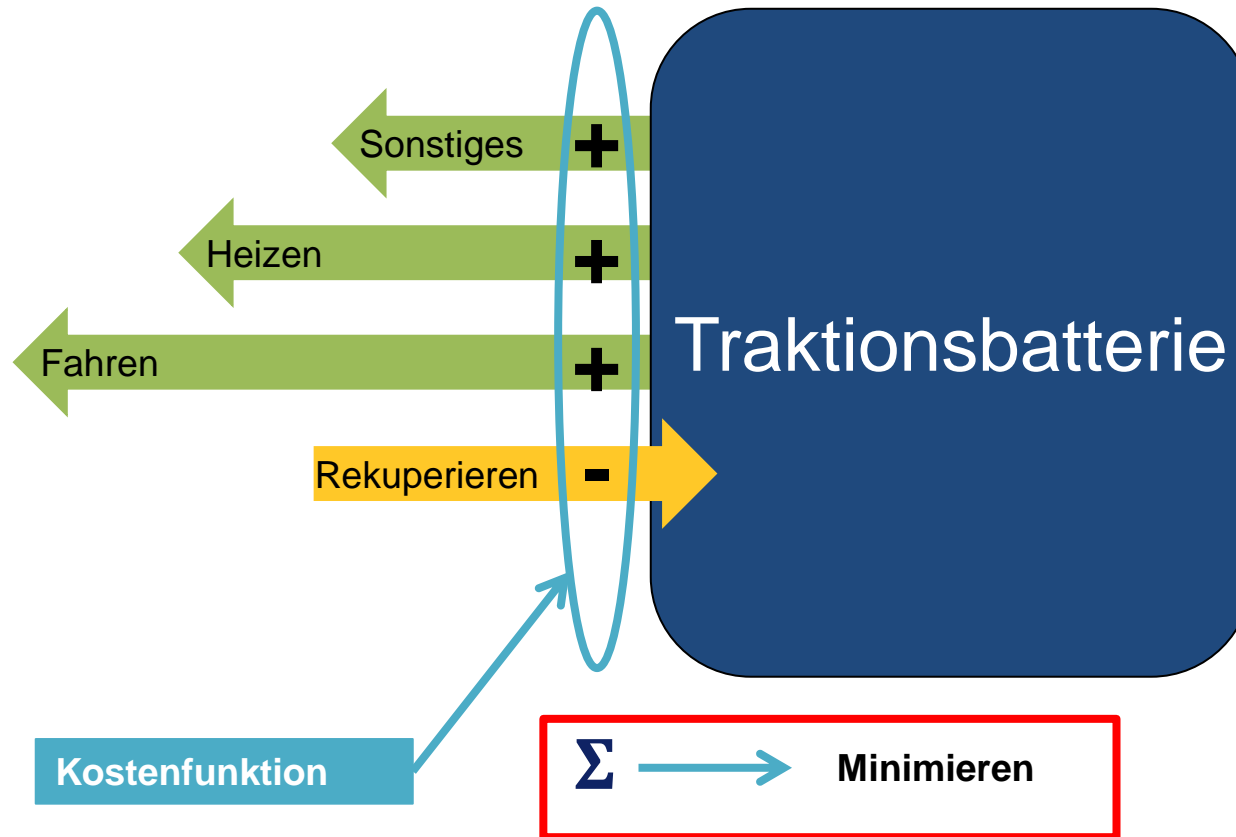 Sonstiges +
Heizen +
Fahren +
Traktionsbatterie
Rekuperieren -
Kostenfunktion
Σ Minimieren